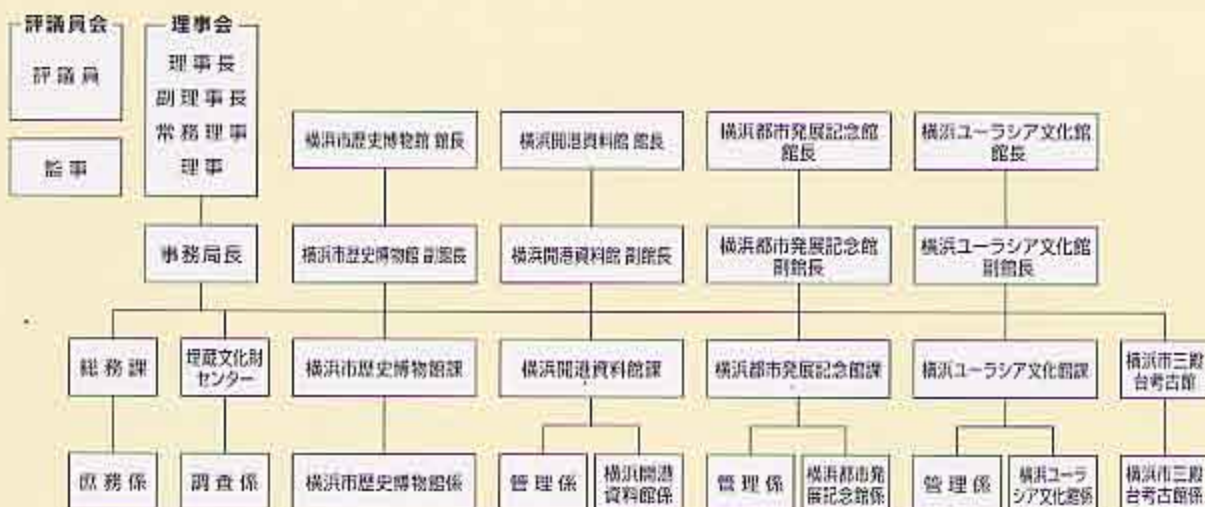 評議員会
評議員
監事
理事会
理事長
副理事長
常務理事
理事
横浜市歴史博物館 館長
横浜開港資料館 館長
横浜都市発展記念館
館長
横浜ユーラシア文化館
館長
事務局長
横浜市歴史博物館 副館長
横浜開港資料館 副館長
横浜都市発展記念館
副館長
横浜ユーラシア文化館
副館長
総務課
埋蔵文化財
センター
横浜市歴史博物館課
横浜開港資料館課
横浜都市発展記念館課
横浜ユーラシア文化館課
横浜市三殿
台考古館
庶務係
調査係
横浜市歴史博物館係
管理係
横浜開港
資料館係
管理係
横浜都市発
展記念館係
管理係
横浜ユーラ
シア文化館係
横浜市三殿
台考古館係